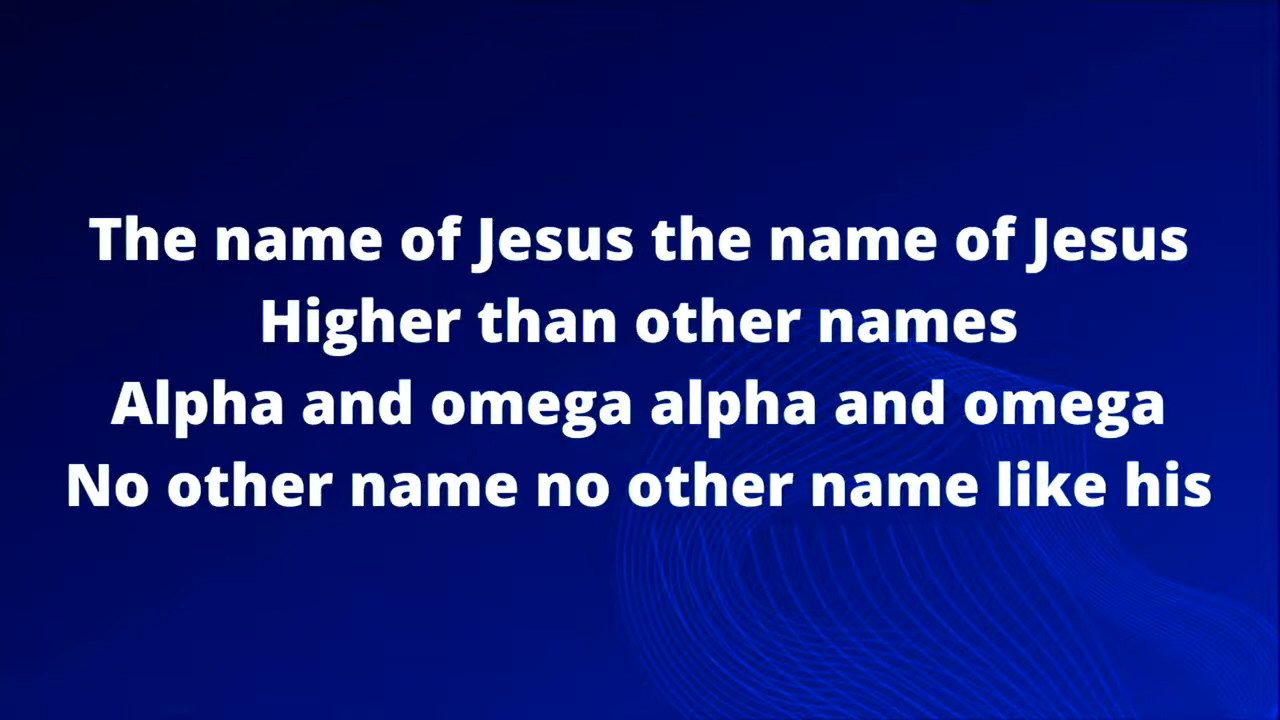 The name of Jesus the name of Jesus
Higher than other names
Alpha and omega alpha and omega
No other name no other name like his